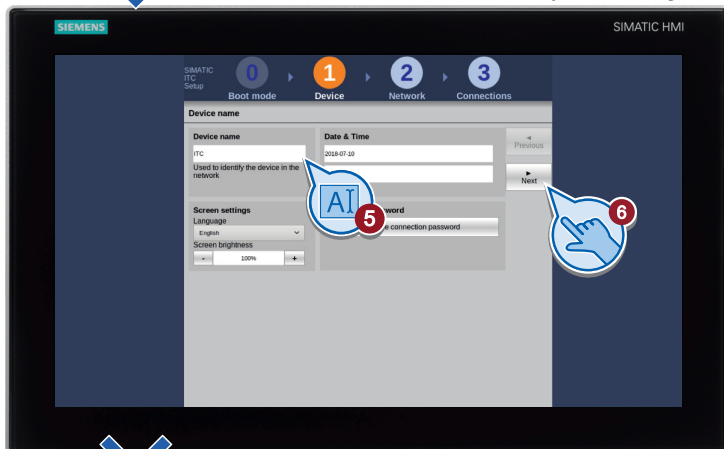 SIEMENS
SIMATIC HMI
SIMATIC
ITC
Setup
0
1
2
3
Boot mode
Device
Network
Connections
Device name
Device name
ITC
Used to identify the device in the
network
Date & Time
2018-07-10
Previous
Next
AI
5
6
Screen settings
Language
English
Screen brightness
-
100%
+
connection password